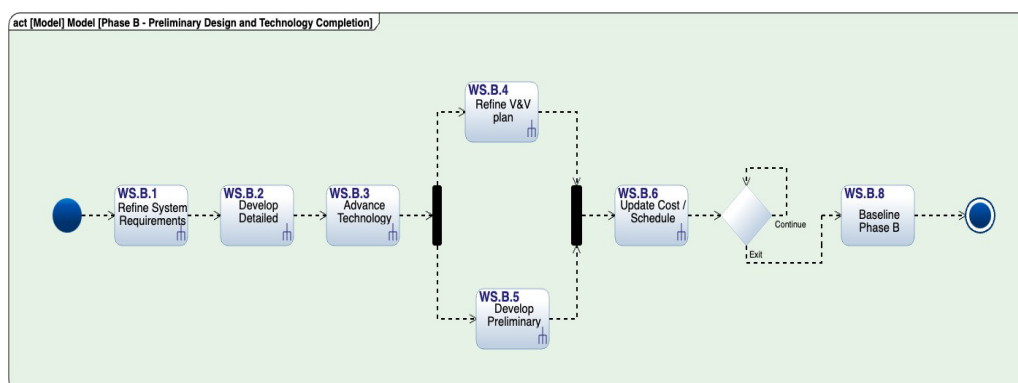 act [Model] Model [Phase B - Preliminary Design and Technology Completion]
WS.B.4
Refine V&V
plan
WS.B.1
Refine System
Requirements
WS.B.2
Develop
Detailed
WS.B.3
Advance
Technology
WS.B.5
Develop
Preliminary
WS.B.6
Update Cost /
Schedule
Continue
Exit
WS.B.8
Baseline
Phase B